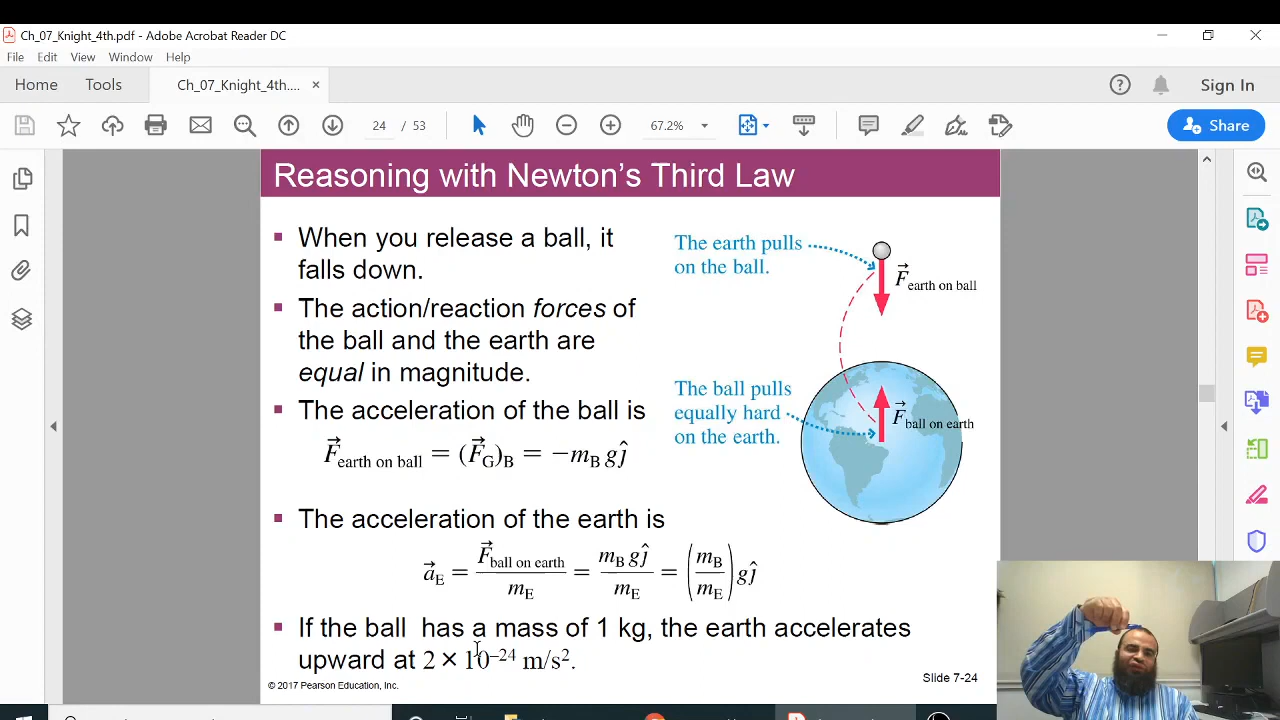 Ch_07_Knight_4th.pdf - Adobe Acrobat Reader DC
File Edit View Window Help
Home Tools Ch_07_Knight_4th.... ×
Sign In
24 / 53
67.2%
Share
Reasoning with Newton's Third Law
▪ When you release a ball, it
falls down.
▪ The action/reaction forces of
the ball and the earth are
equal in magnitude.
▪ The acceleration of the ball is
F⃗earth on ball = (F⃗G)B = −mB gĵ
▪ The acceleration of the earth is
a⃗E = F⃗ball on earth / mE = mB gĵ / mE = (mB / mE) gĵ
▪ If the ball has a mass of 1 kg, the earth accelerates
upward at 2 × 10–24 m/s2.
The earth pulls
on the ball.
F⃗earth on ball
The ball pulls
equally hard
on the earth.
F⃗ball on earth
© 2017 Pearson Education, Inc.
Slide 7-24